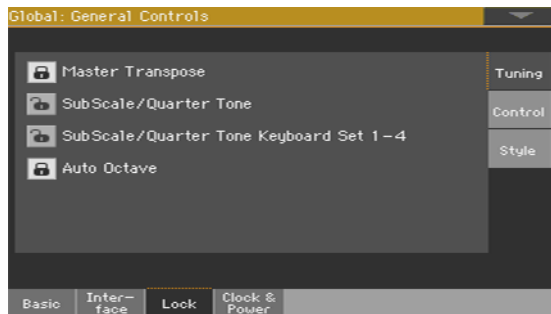 Global: General Controls
Master Transpose
Tuning
SubScale/Quarter Tone
Control
SubScale/Quarter Tone Keyboard Set 1-4
Style
Auto Octave
Basic
Inter-
face
Lock
Clock &
Power